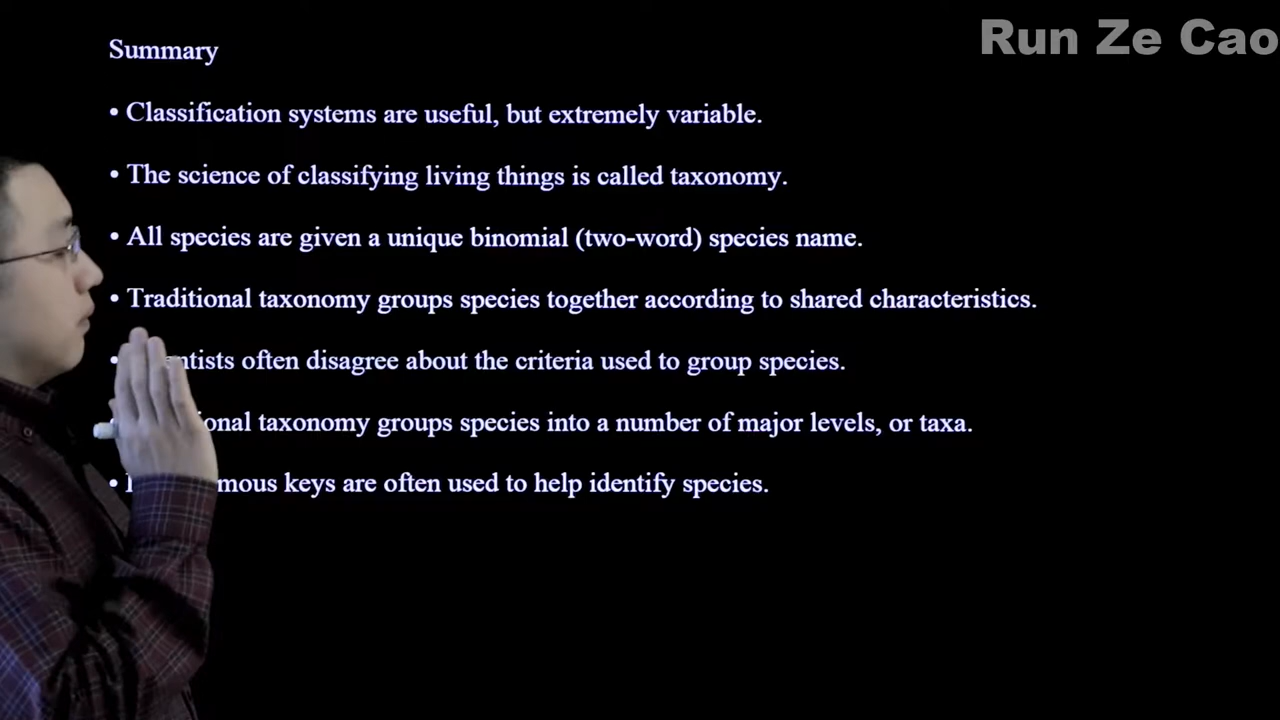 Run Ze Cao
Summary
• Classification systems are useful, but extremely variable.
• The science of classifying living things is called taxonomy.
• All species are given a unique binomial (two-word) species name.
• Traditional taxonomy groups species together according to shared characteristics.
• often disagree about the criteria used to group species.
taxonomy groups species into a number of major levels, or taxa.
• keys are often used to help identify species.